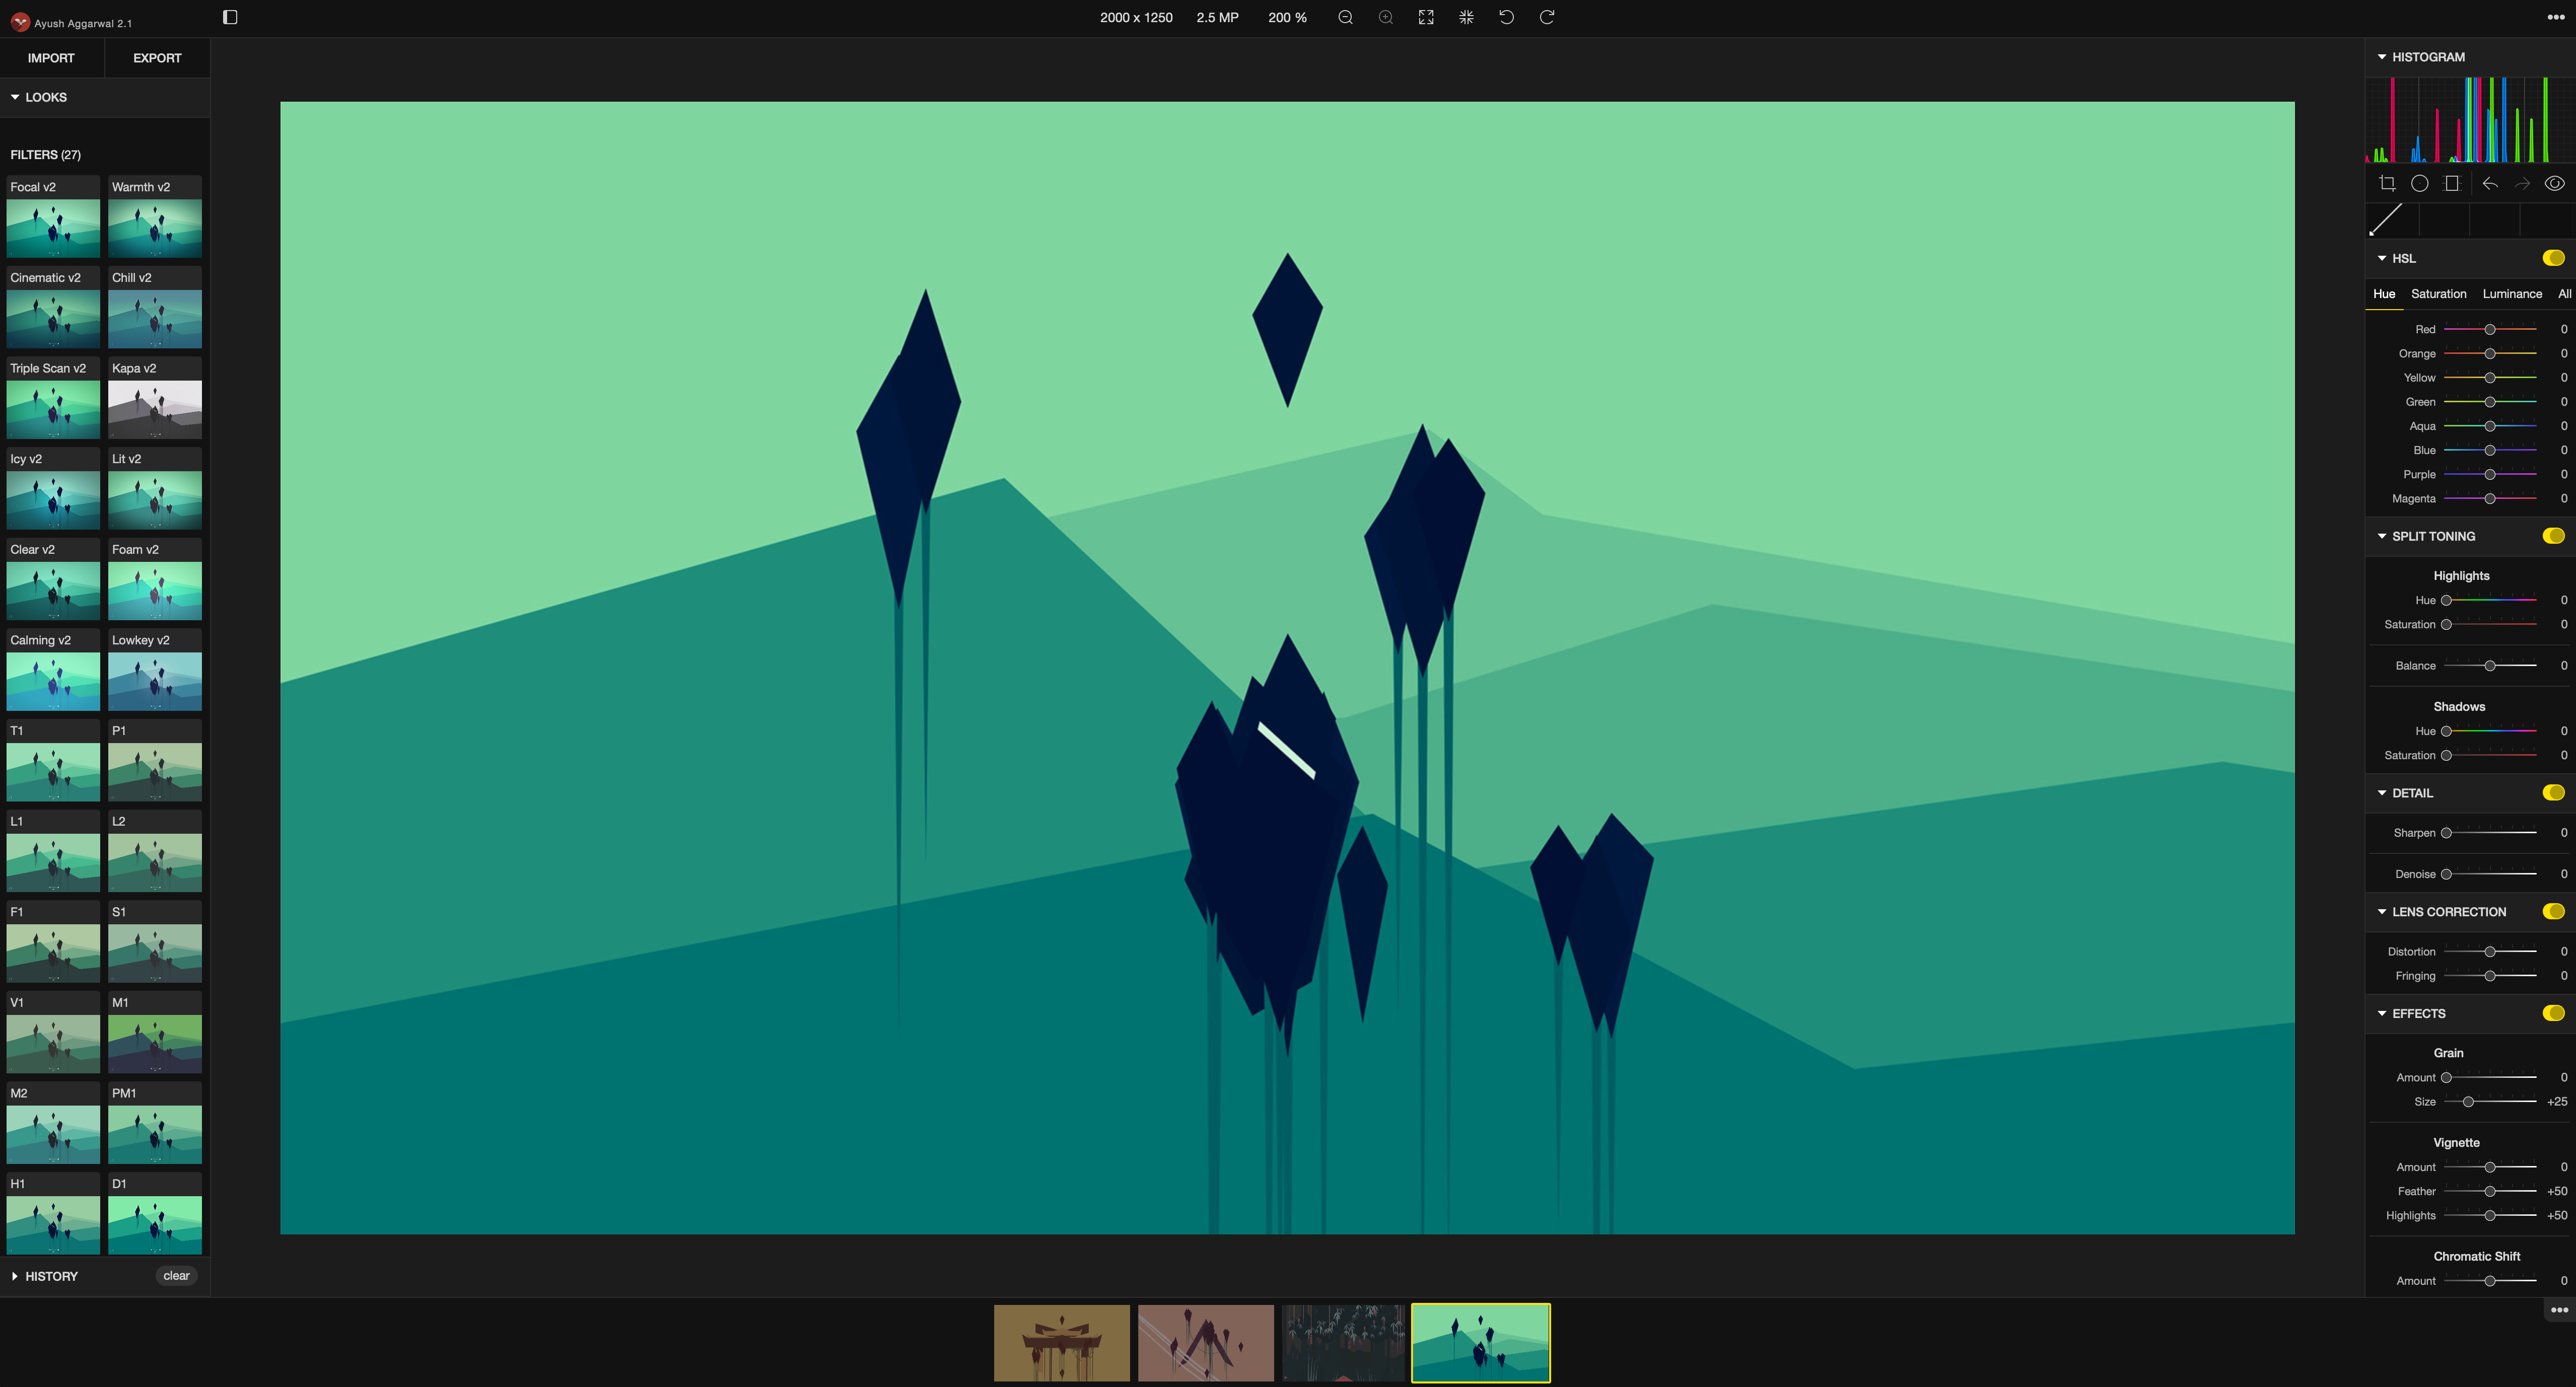 Ayush Aggarwal 2.1
2000 x 1250 2.5 MP 200 %
IMPORT EXPORT
LOOKS
FILTERS (27)
Focal v2 Warmth v2
Cinematic v2 Chill v2
Triple Scan v2 Kapa v2
Icy v2 Lit v2
Clear v2 Foam v2
Calming v2 Lowkey v2
T1 P1
L1 L2
F1 S1
V1 M1
M2 PM1
H1 D1
HISTORY clear
HISTOGRAM
HSL
Hue Saturation Luminance All
Red 0
Orange 0
Yellow 0
Green 0
Aqua 0
Blue 0
Purple 0
Magenta 0
SPLIT TONING
Highlights
Hue 0
Saturation 0
Balance 0
Shadows
Hue 0
Saturation 0
DETAIL
Sharpen 0
Denoise 0
LENS CORRECTION
Distortion 0
Fringing 0
EFFECTS
Grain
Amount 0
Size +25
Vignette
Amount 0
Feather +50
Highlights +50
Chromatic Shift
Amount 0